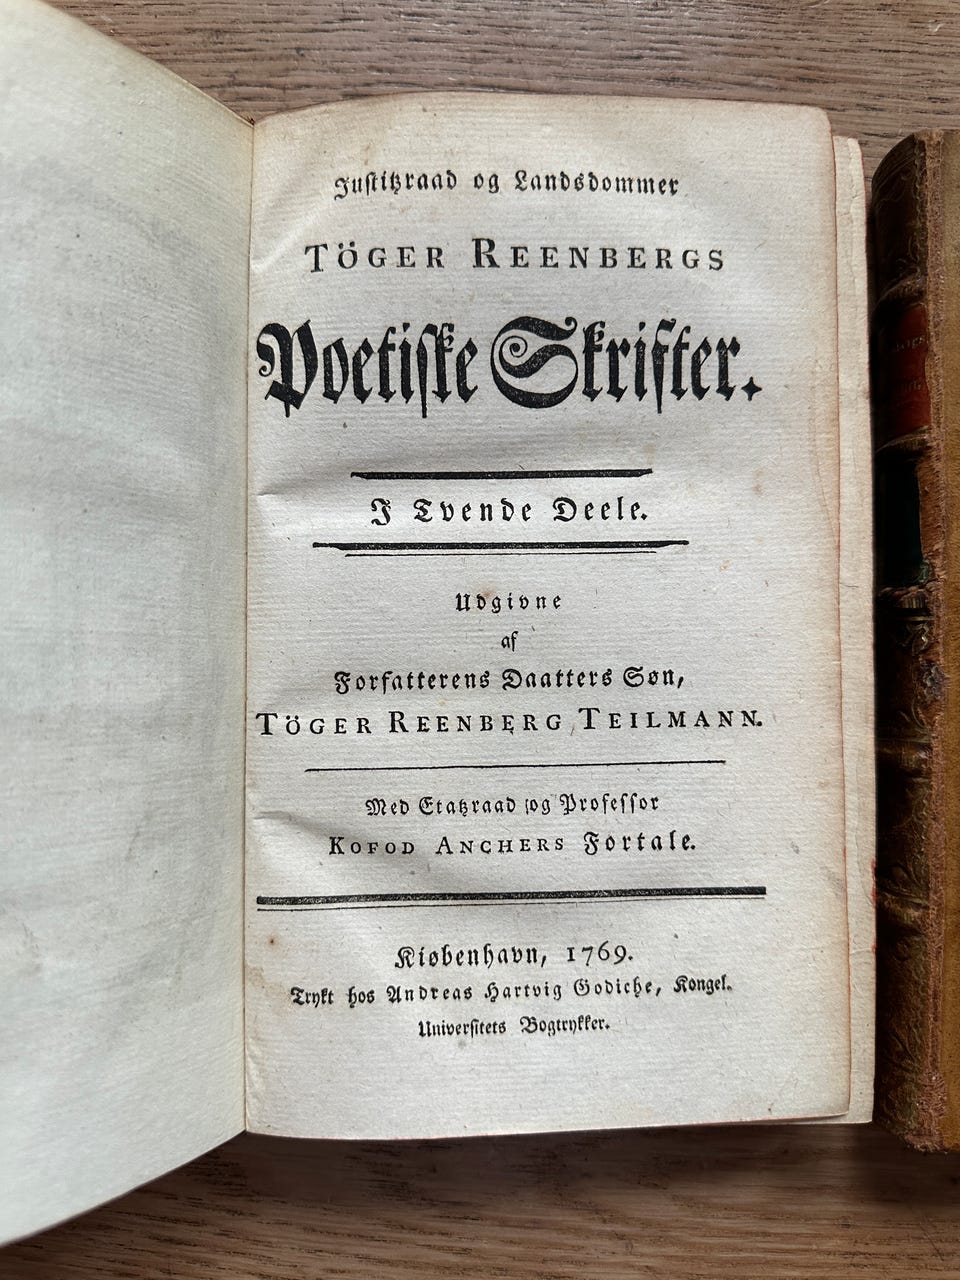 Justitzraad og Landsdommer
TÖGER REENBERGS
Poetiske Skrifter.
I Tvende Deele.
Udgivne
af
Forfatterens Daatters Søn,
TÖGER REENBERG TEILMANN.
Med Etatzraad og Professor
KOFOD ANCHERS Fortale.
Kiøbenhavn, 1769.
Trykt hos Andreas Hartvig Godiche, Kongel.
Universitets Bogtrykker.